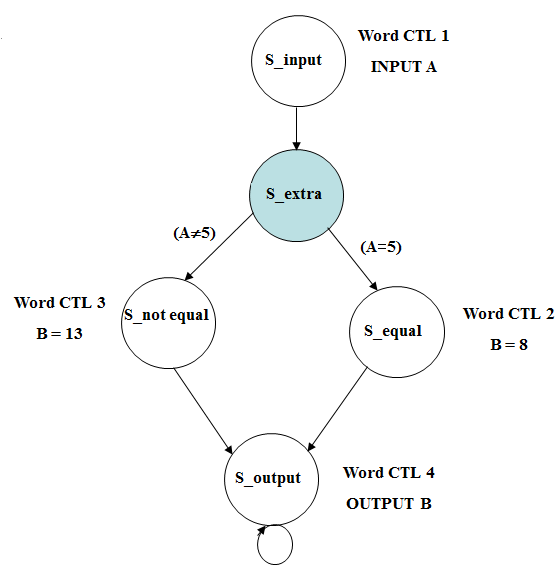 Word CTL 1
S_input
INPUT A
S_extra
(A≠5)
(A=5)
Word CTL 3
S_not equal
Word CTL 2
B = 13
S_equal
B = 8
Word CTL 4
S_output
OUTPUT B